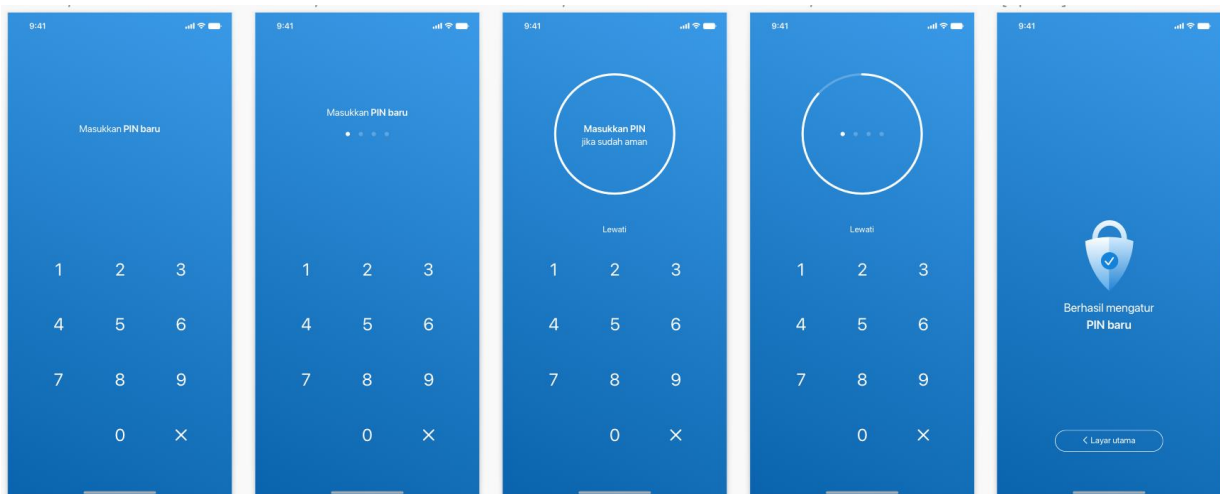 9:41
Masukkan PIN baru
1 2 3
4 5 6
7 8 9
0 ×
9:41
Masukkan PIN baru
1 2 3
4 5 6
7 8 9
0 ×
9:41
Masukkan PIN
jika sudah aman
Lewati
1 2 3
4 5 6
7 8 9
0 ×
9:41
Lewati
1 2 3
4 5 6
7 8 9
0 ×
9:41
Berhasil mengatur
PIN baru
< Layar utama